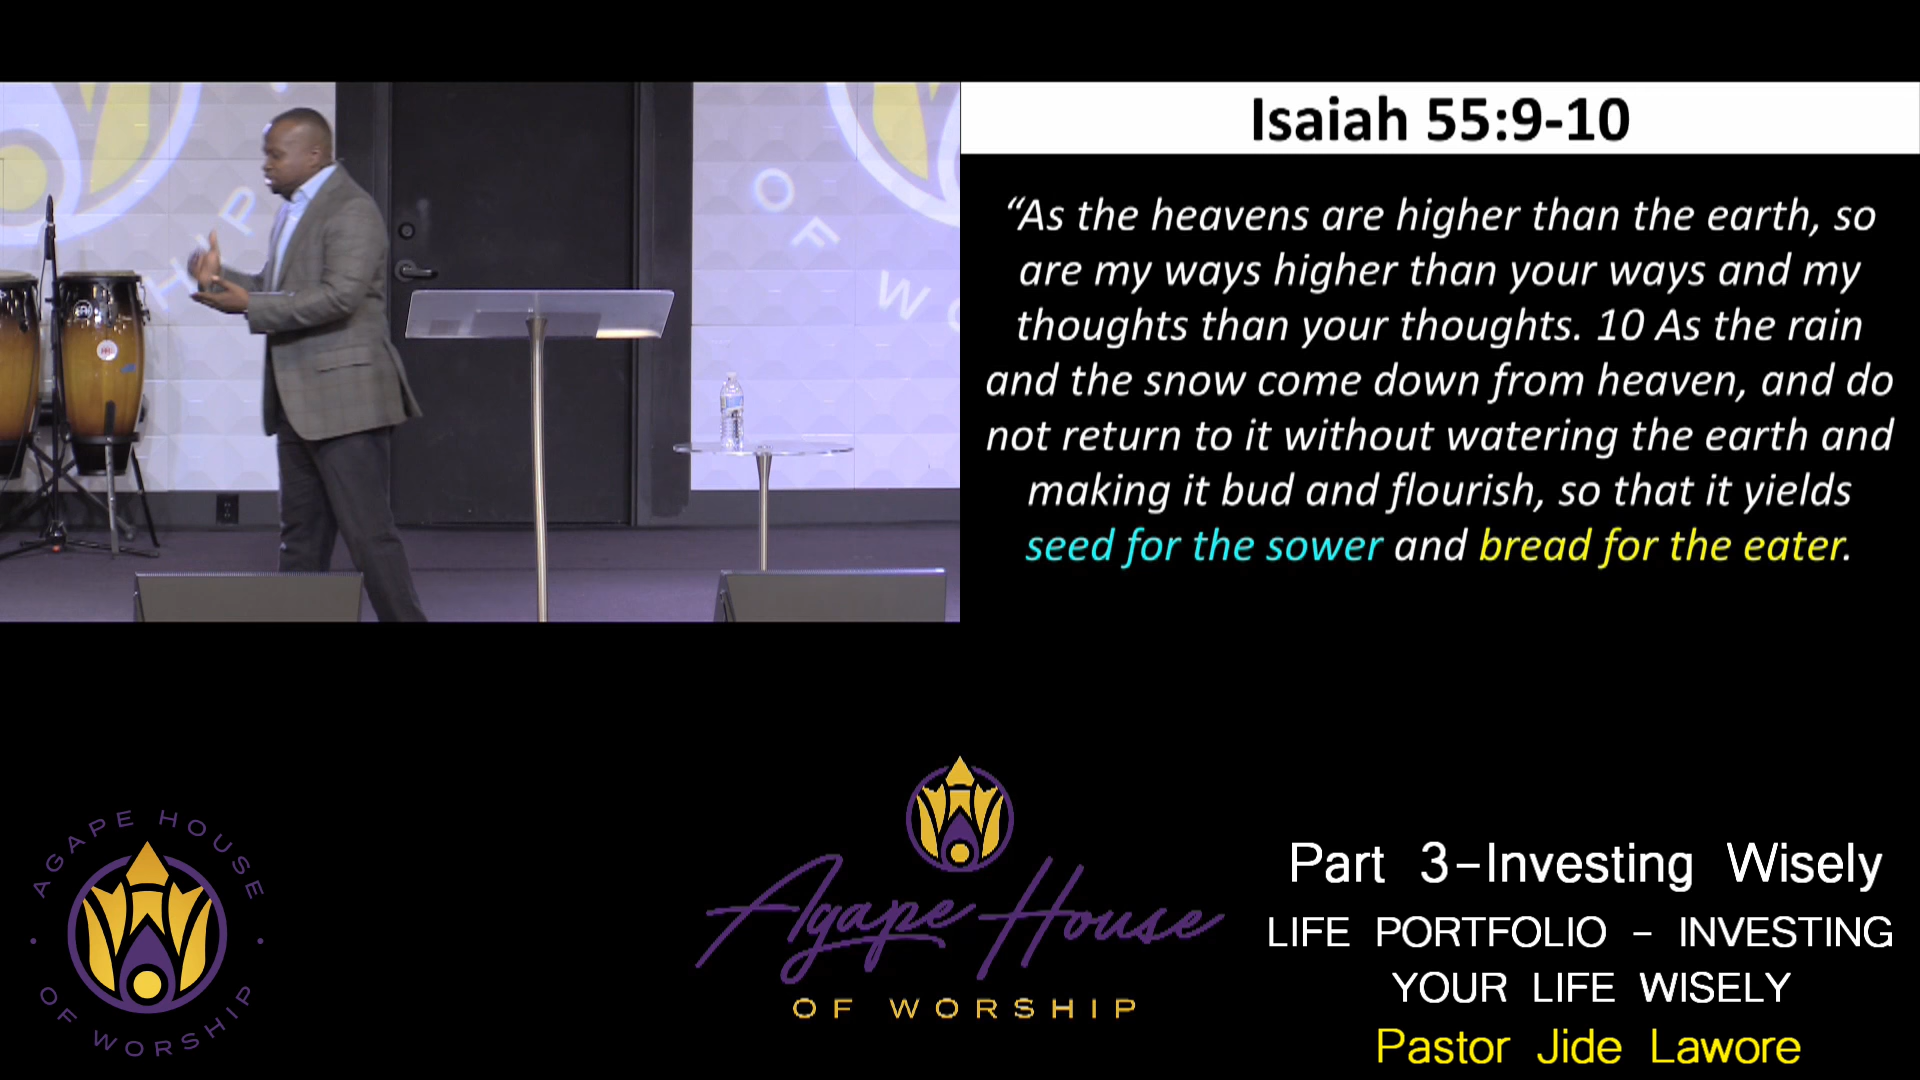 Isaiah 55:9-10
“As the heavens are higher than the earth, so
are my ways higher than your ways and my
thoughts than your thoughts. 10 As the rain
and the snow come down from heaven, and do
not return to it without watering the earth and
making it bud and flourish, so that it yields
seed for the sower and bread for the eater.
HIP
OF
WO
AGAPE HOUSE
OF WORSHIP
Agape House
OF WORSHIP
Part 3-Investing Wisely
LIFE PORTFOLIO - INVESTING
YOUR LIFE WISELY
Pastor Jide Lawore